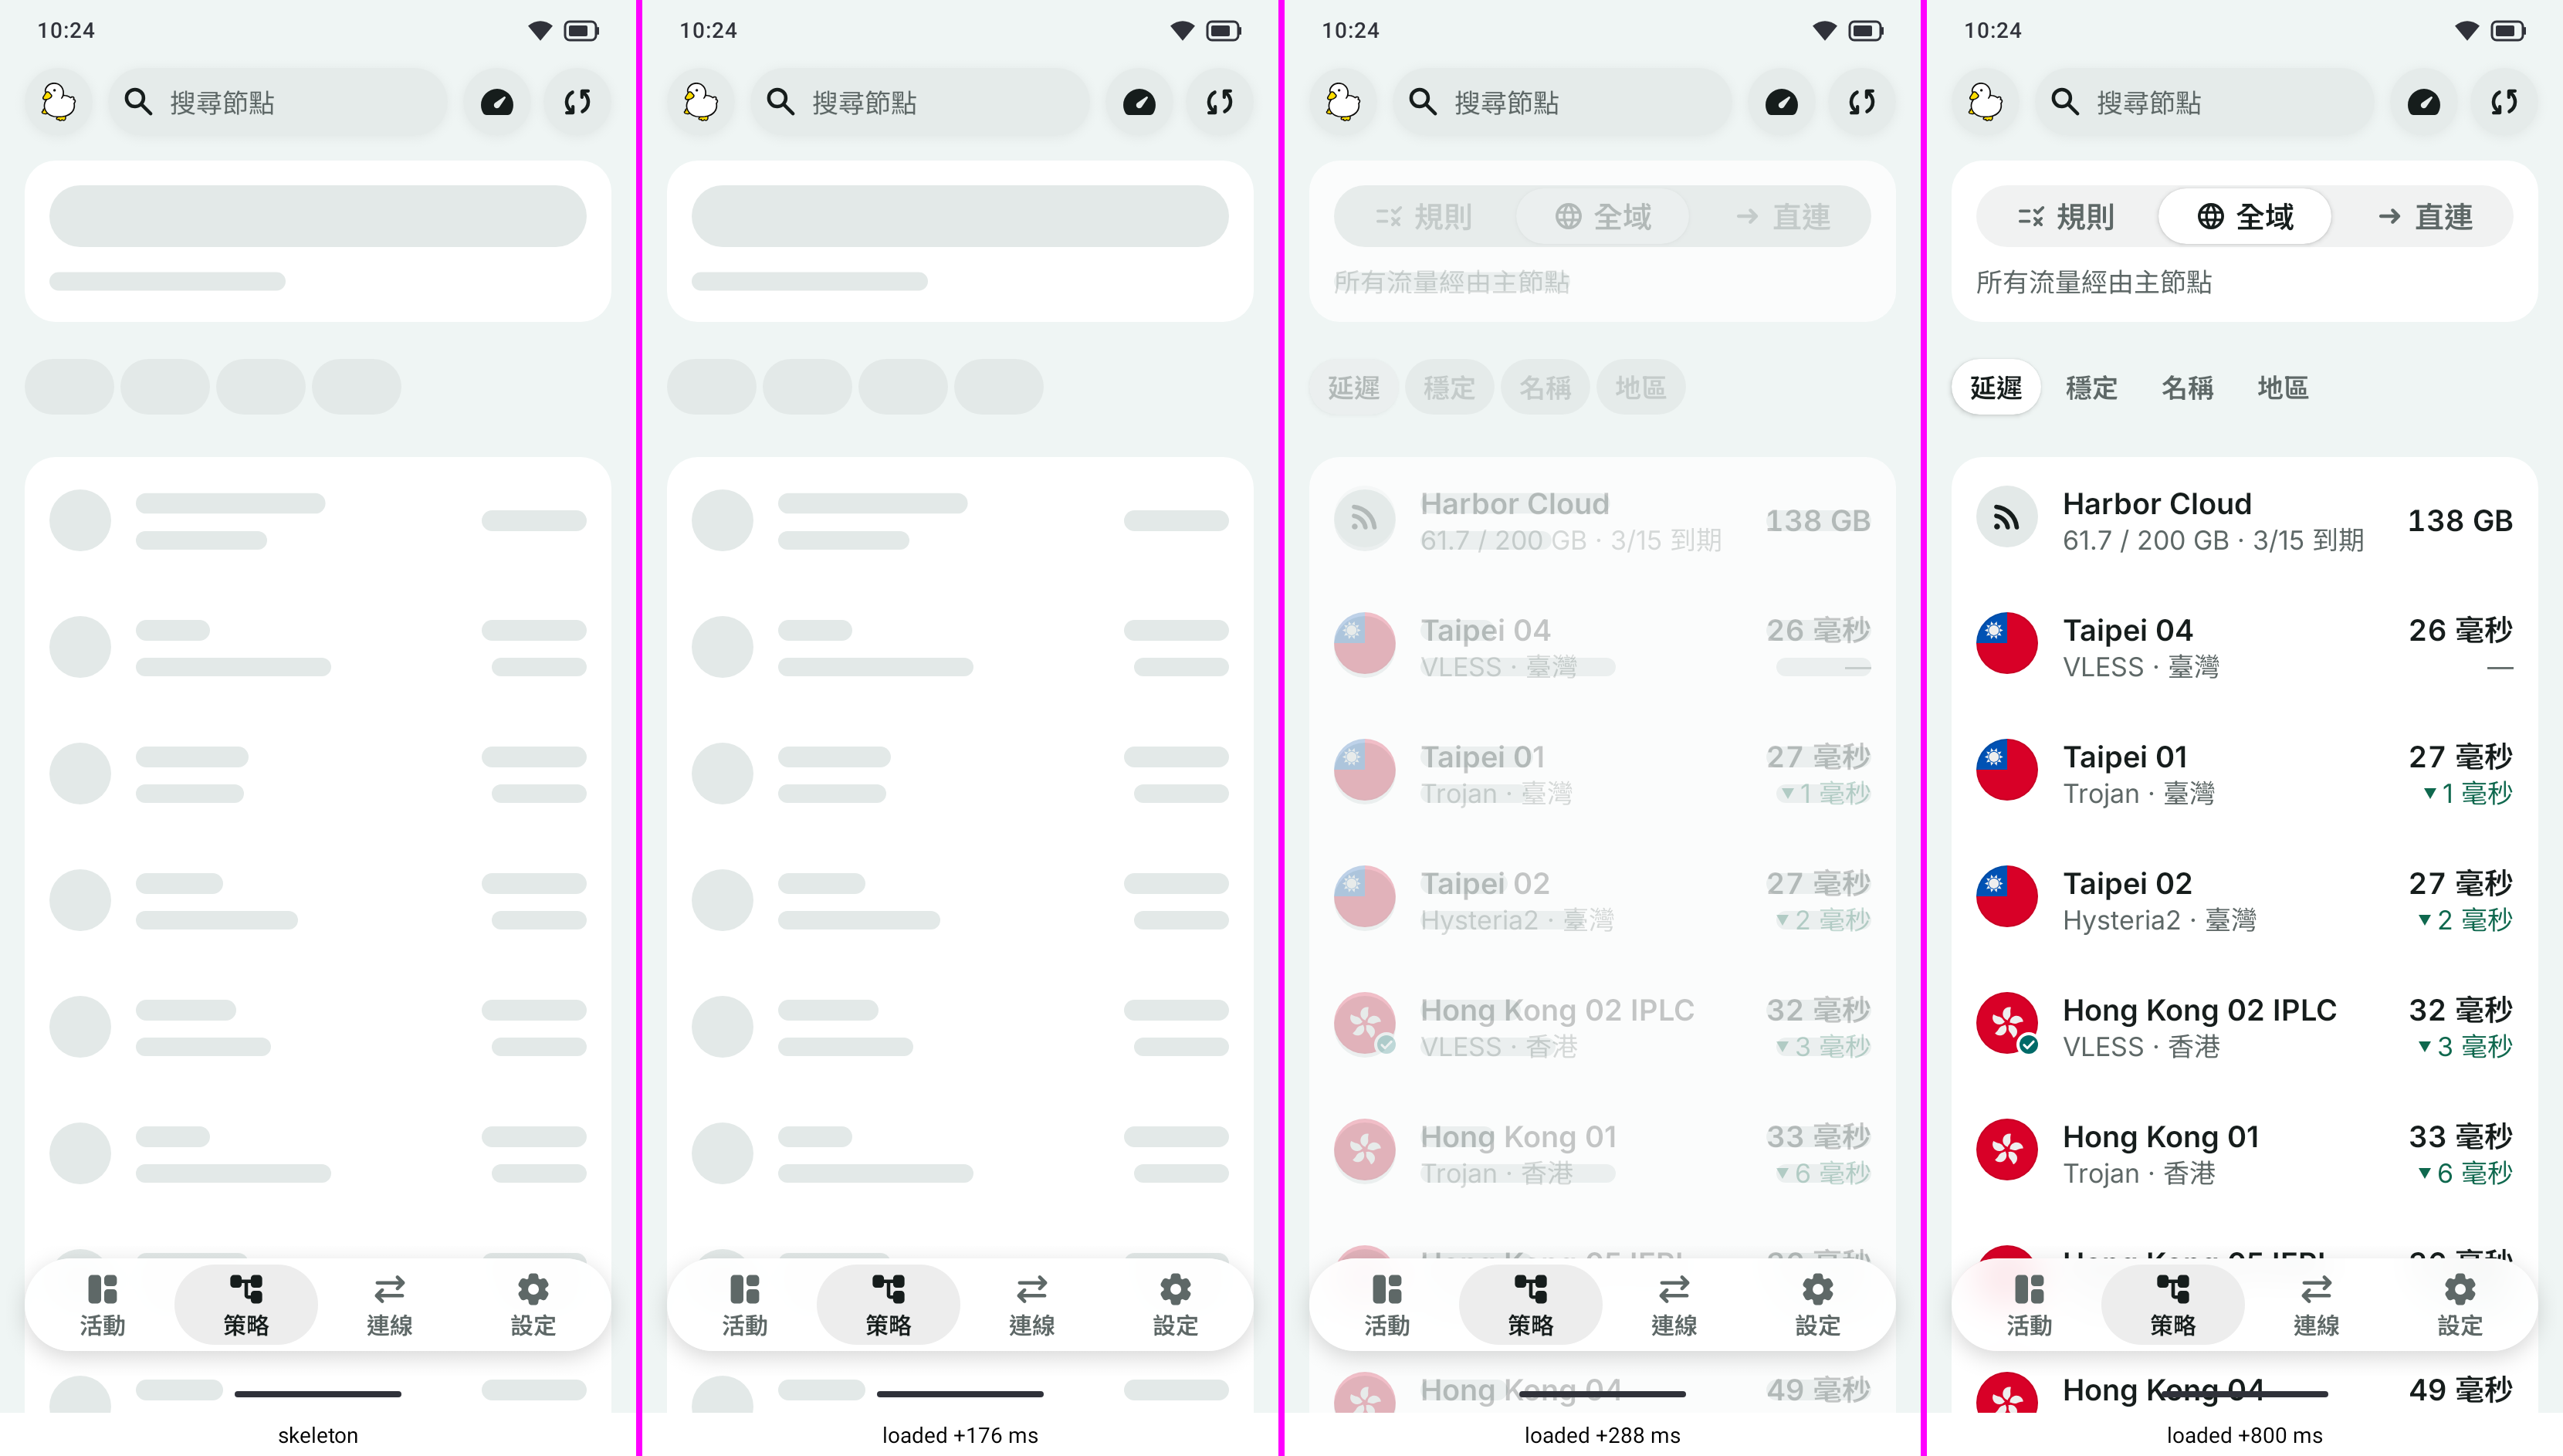 10:24
搜尋節點
活動
策略
連線
設定
skeleton
10:24
搜尋節點
活動
策略
連線
設定
loaded +176 ms
10:24
搜尋節點
規則
全域
直連
所有流量經由主節點
延遲
穩定
名稱
地區
Harbor Cloud
138 GB
61.7 / 200 GB · 3/15 到期
Taipei 04
26 毫秒
VLESS · 臺灣
—
Taipei 01
27 毫秒
Trojan · 臺灣
▼1 毫秒
Taipei 02
27 毫秒
Hysteria2 · 臺灣
▼2 毫秒
Hong Kong 02 IPLC
32 毫秒
VLESS · 香港
▼3 毫秒
Hong Kong 01
33 毫秒
Trojan · 香港
▼6 毫秒
活動
策略
連線
設定
Hong Kong 04
49 毫秒
loaded +288 ms
10:24
搜尋節點
規則
全域
直連
所有流量經由主節點
延遲
穩定
名稱
地區
Harbor Cloud
138 GB
61.7 / 200 GB · 3/15 到期
Taipei 04
26 毫秒
VLESS · 臺灣
—
Taipei 01
27 毫秒
Trojan · 臺灣
▼1 毫秒
Taipei 02
27 毫秒
Hysteria2 · 臺灣
▼2 毫秒
Hong Kong 02 IPLC
32 毫秒
VLESS · 香港
▼3 毫秒
Hong Kong 01
33 毫秒
Trojan · 香港
▼6 毫秒
活動
策略
連線
設定
Hong Kong 04
49 毫秒
loaded +800 ms